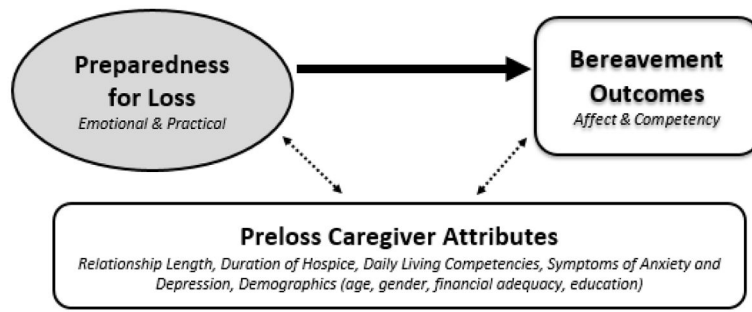 Preparedness
for Loss
Emotional & Practical
Bereavement
Outcomes
Affect & Competency
Preloss Caregiver Attributes
Relationship Length, Duration of Hospice, Daily Living Competencies, Symptoms of Anxiety and
Depression, Demographics (age, gender, financial adequacy, education)